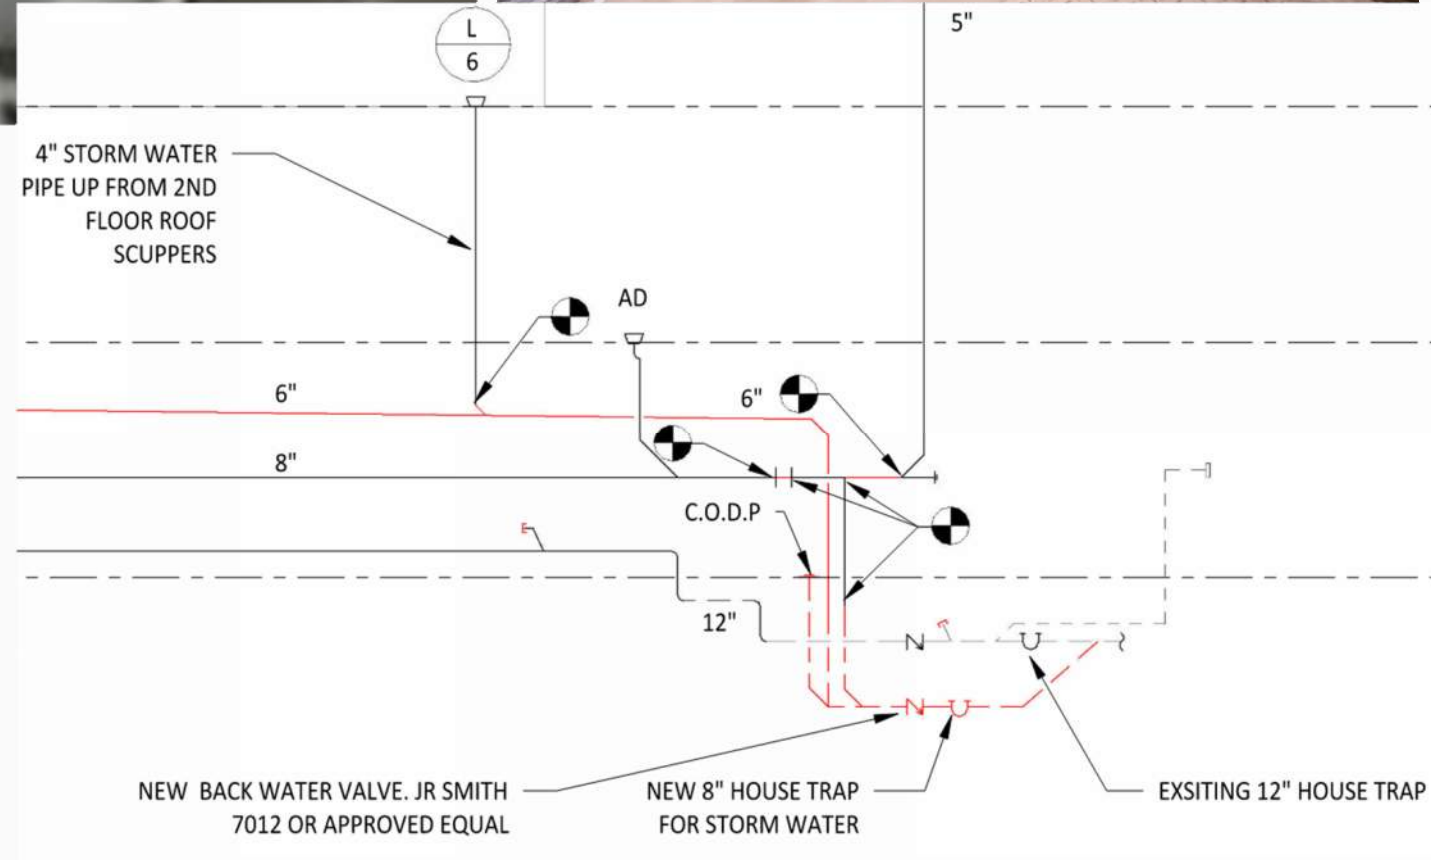 L
6
5"
4" STORM WATER
PIPE UP FROM 2ND
FLOOR ROOF
SCUPPERS
AD
6"
6"
8"
C.O.D.P
12"
NEW BACK WATER VALVE. JR SMITH
7012 OR APPROVED EQUAL
NEW 8" HOUSE TRAP
FOR STORM WATER
EXSITING 12" HOUSE TRAP